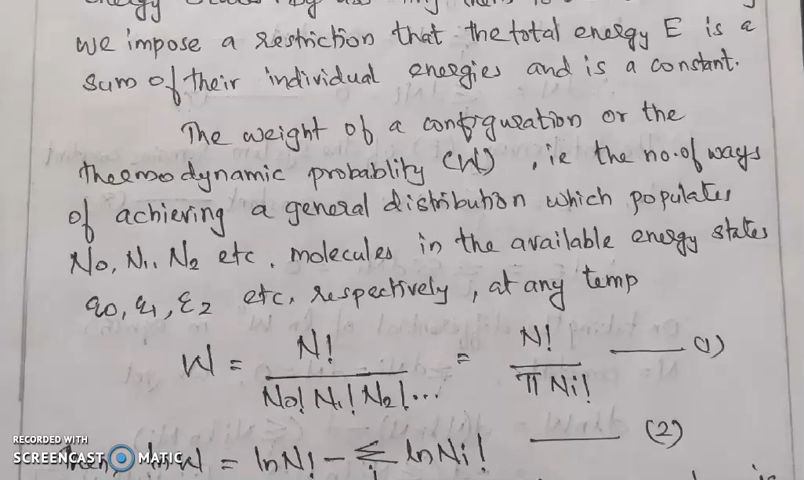 we impose a restriction that the total energy E is a
sum of their individual energies and is a constant.
The weight of a configuration or the
thermodynamic probablity (W), ie the no. of ways
of achieving a general distribution which populates
N0, N1, N2 etc. molecules in the available energy states
ε0, ε1, ε2 etc, respectively, at any temp
W = N! / N0! N1! N2! ... = N! / π Ni! —— (1)
ln W = ln N! - Σi ln Ni! —— (2)
RECORDED WITH
SCREENCAST MATIC